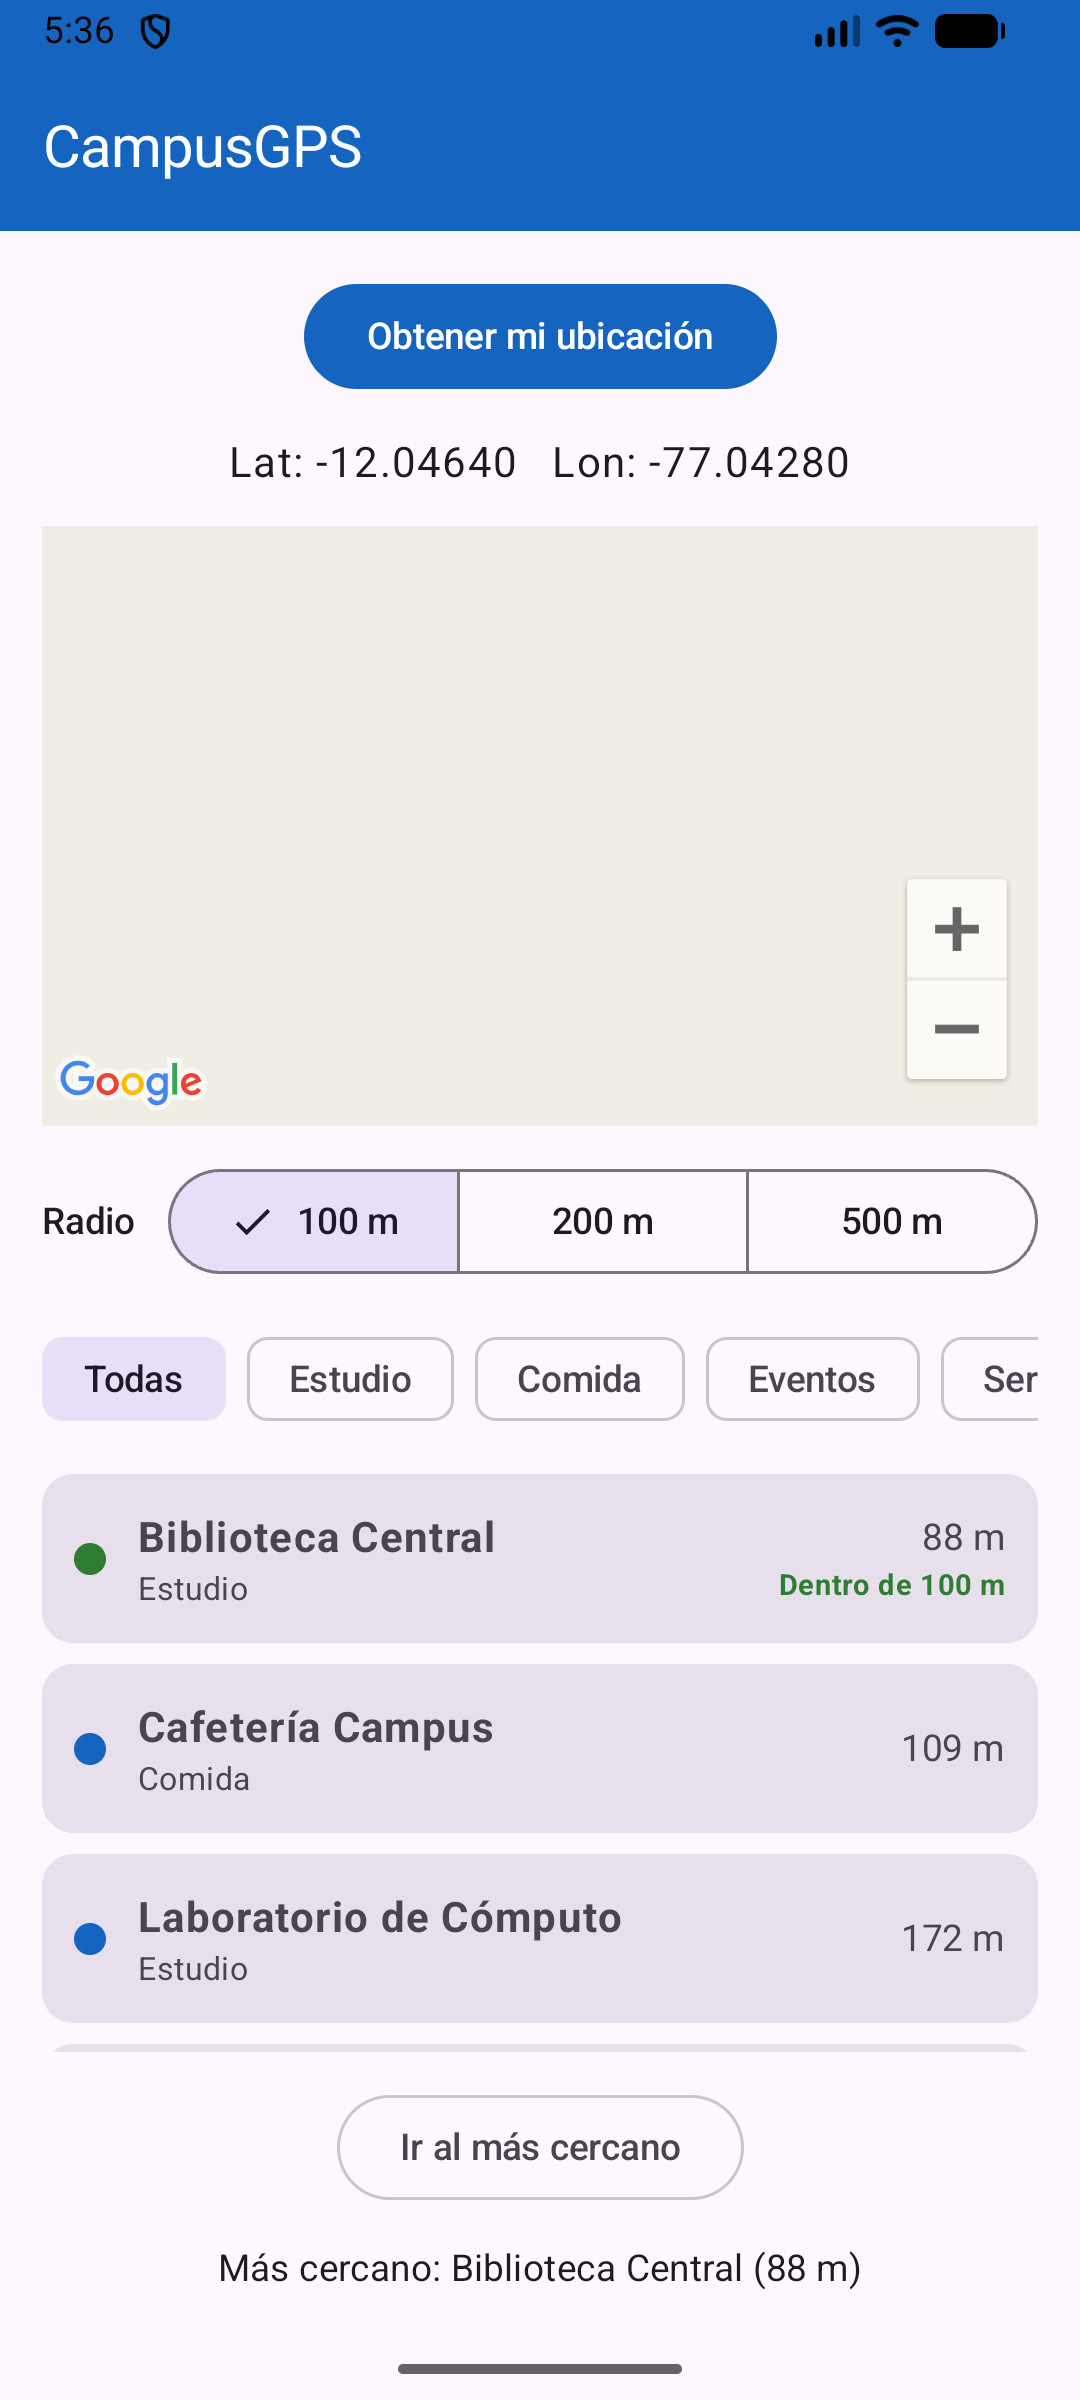 5:36
CampusGPS
Obtener mi ubicación
Lat: -12.04640   Lon: -77.04280
Google
Radio 100 m 200 m 500 m
Todas Estudio Comida Eventos Ser
Biblioteca Central 88 m
Estudio Dentro de 100 m
Cafetería Campus 109 m
Comida
Laboratorio de Cómputo 172 m
Estudio
Ir al más cercano
Más cercano: Biblioteca Central (88 m)